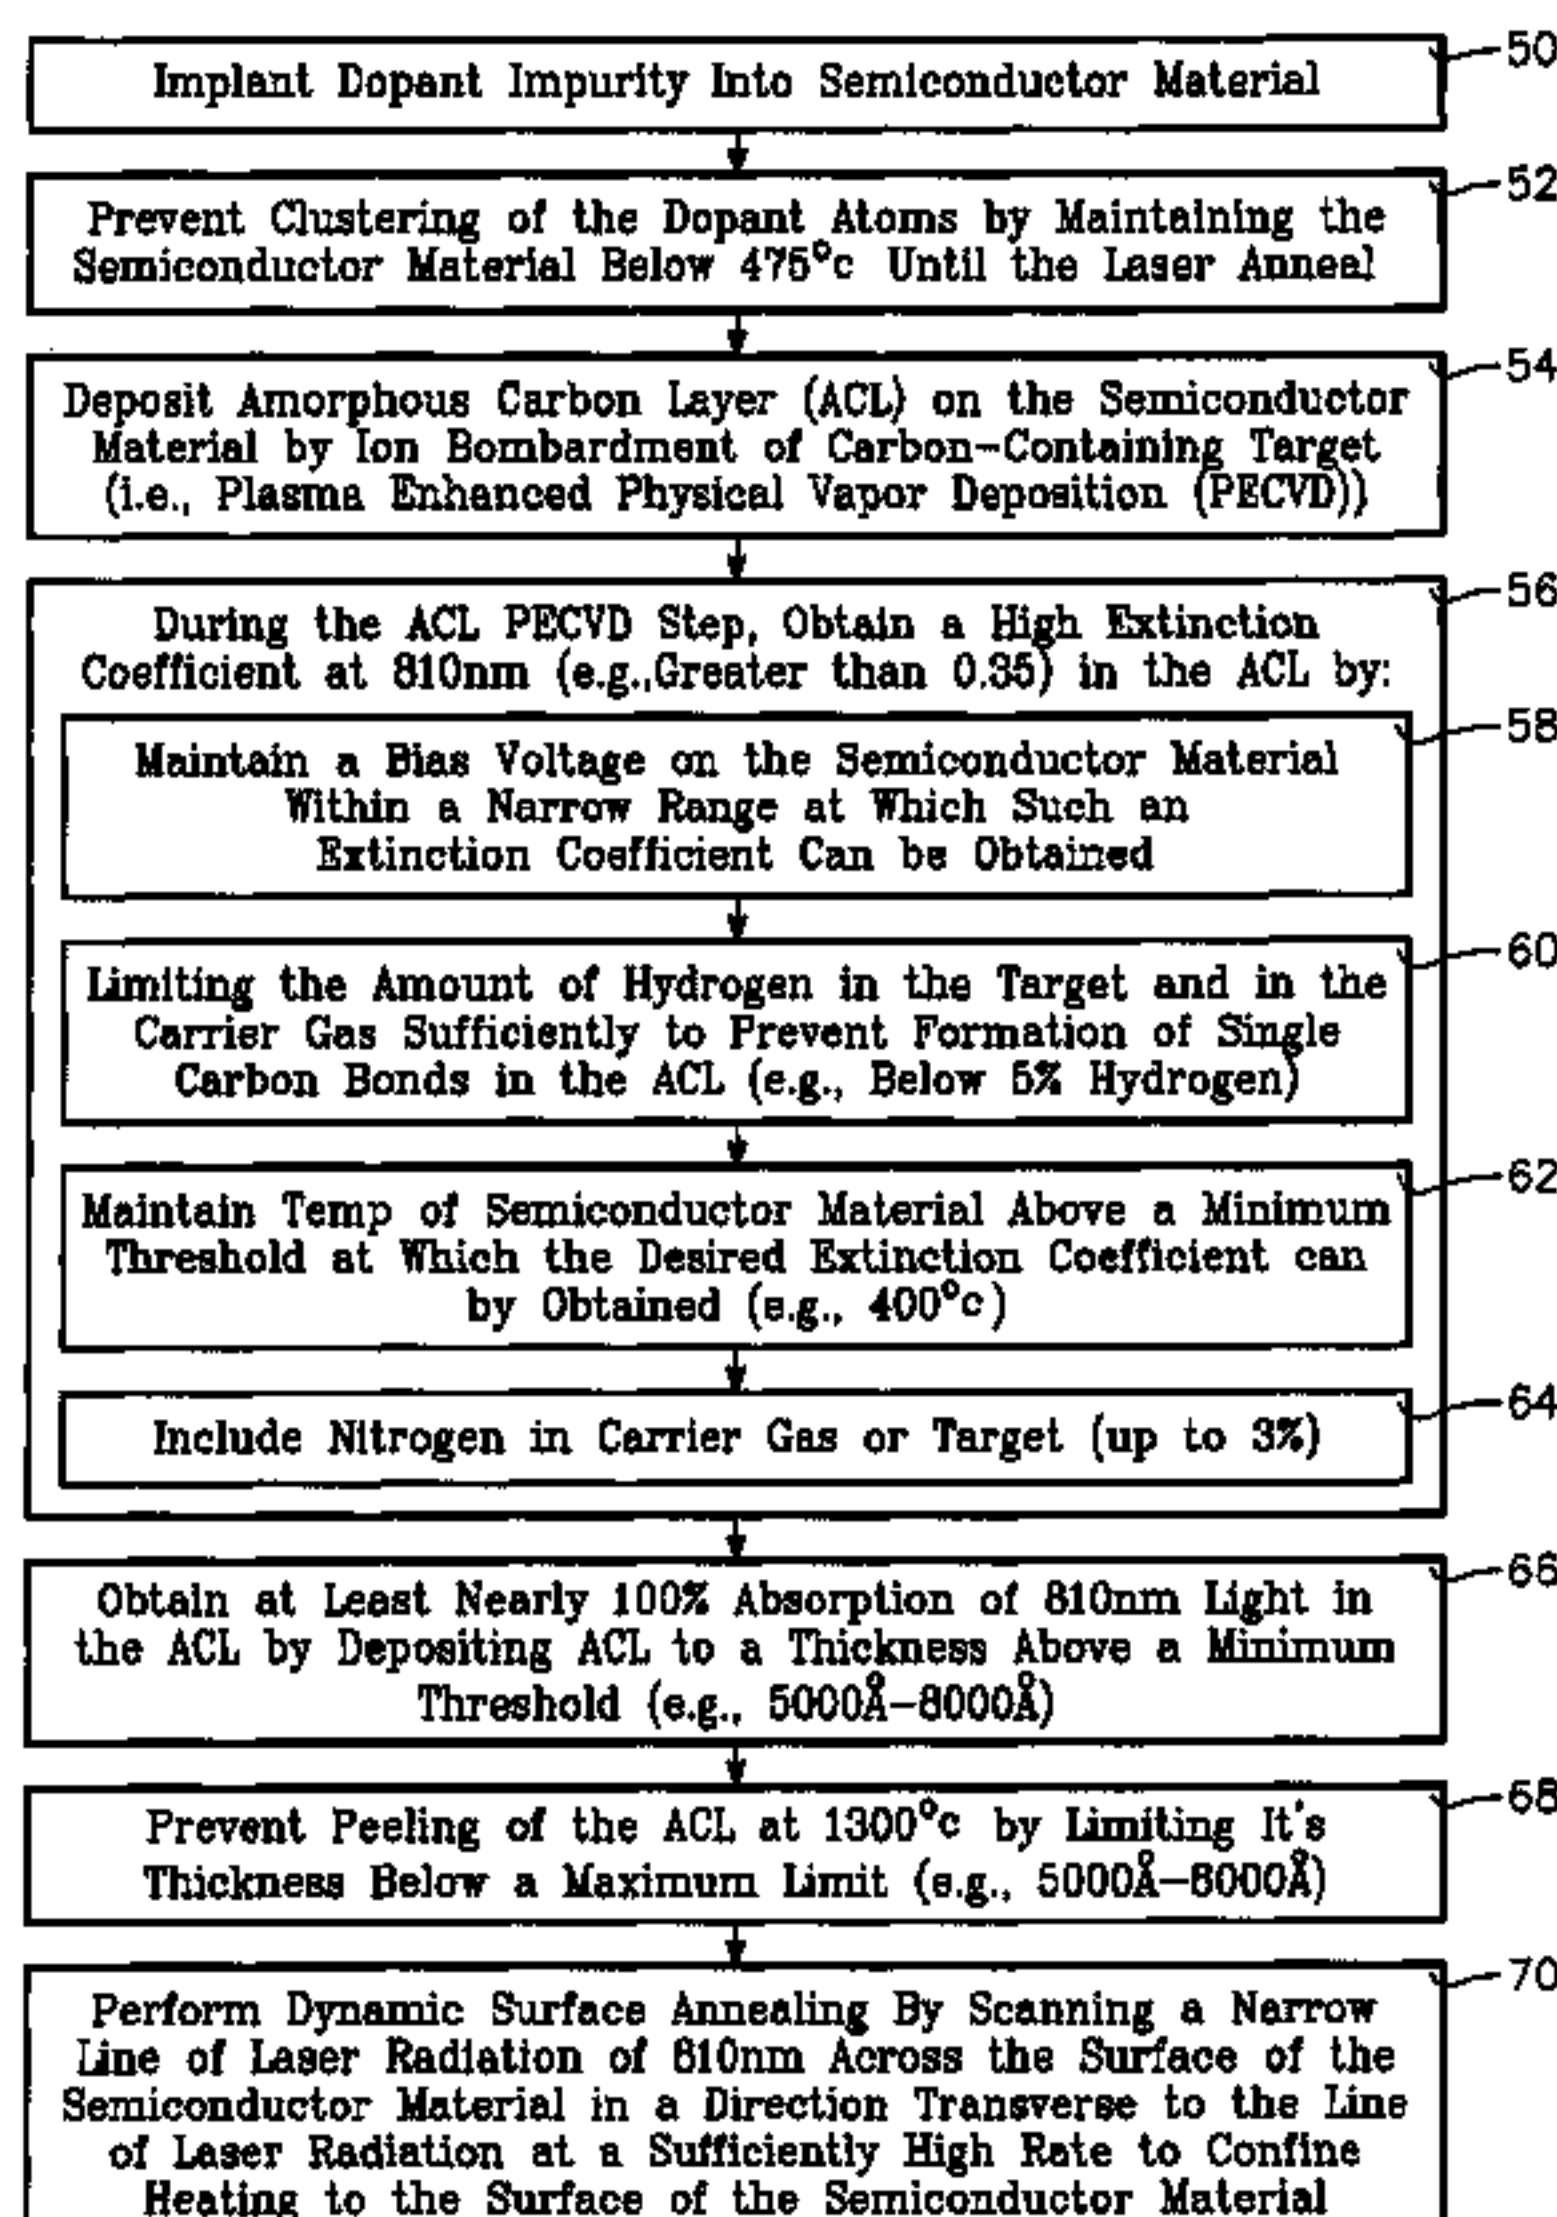 50
Implant Dopant Impurity Into Semiconductor Material
52
Prevent Clustering of the Dopant Atoms by Maintaining the
Semiconductor Material Below 475°c Until the Laser Anneal
54
Deposit Amorphous Carbon Layer (ACL) on the Semiconductor
Material by Ion Bombardment of Carbon-Containing Target
(i.e., Plasma Enhanced Physical Vapor Deposition (PECVD))
56
During the ACL PECVD Step, Obtain a High Extinction
Coefficient at 810nm (e.g.,Greater than 0.35) in the ACL by:
58
Maintain a Bias Voltage on the Semiconductor Material
Within a Narrow Range at Which Such an
Extinction Coefficient Can be Obtained
60
Limiting the Amount of Hydrogen in the Target and in the
Carrier Gas Sufficiently to Prevent Formation of Single
Carbon Bonds in the ACL (e.g., Below 5% Hydrogen)
62
Maintain Temp of Semiconductor Material Above a Minimum
Threshold at Which the Desired Extinction Coefficient can
by Obtained (e.g., 400°c)
64
Include Nitrogen in Carrier Gas or Target (up to 3%)
66
Obtain at Least Nearly 100% Absorption of 810nm Light in
the ACL by Depositing ACL to a Thickness Above a Minimum
Threshold (e.g., 5000Å-8000Å)
68
Prevent Peeling of the ACL at 1300°c by Limiting It's
Thickness Below a Maximum Limit (e.g., 5000Å-8000Å)
70
Perform Dynamic Surface Annealing By Scanning a Narrow
Line of Laser Radiation of 810nm Across the Surface of the
Semiconductor Material in a Direction Transverse to the Line
of Laser Radiation at a Sufficiently High Rate to Confine
Heating to the Surface of the Semiconductor Material